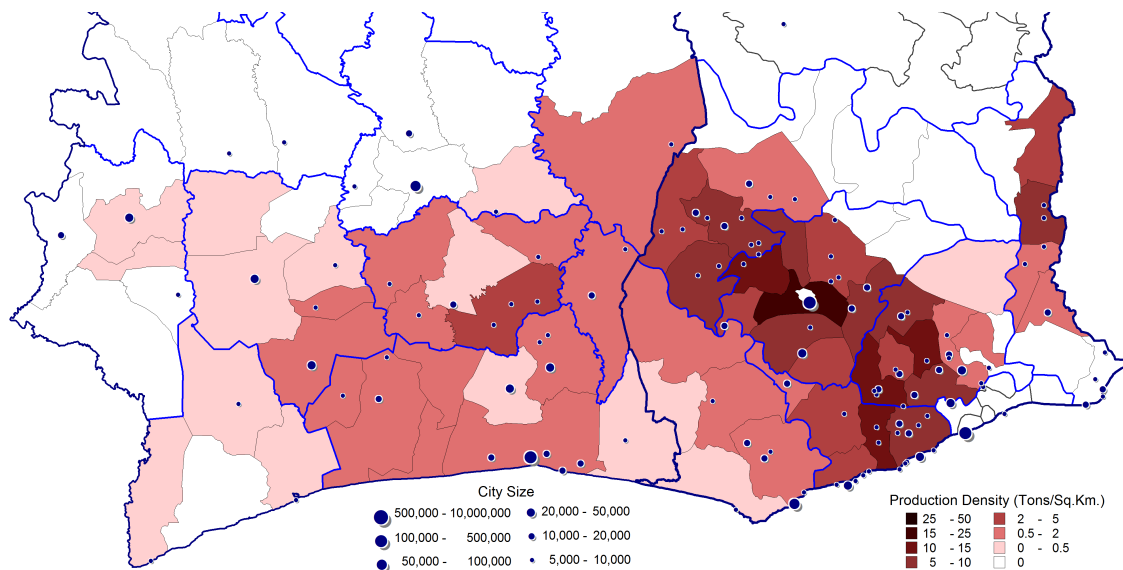 City Size
500,000 - 10,000,000
100,000 - 500,000
50,000 - 100,000
20,000 - 50,000
10,000 - 20,000
5,000 - 10,000
Production Density (Tons/Sq.Km.)
25 - 50
15 - 25
10 - 15
5 - 10
2 - 5
0.5 - 2
0 - 0.5
0